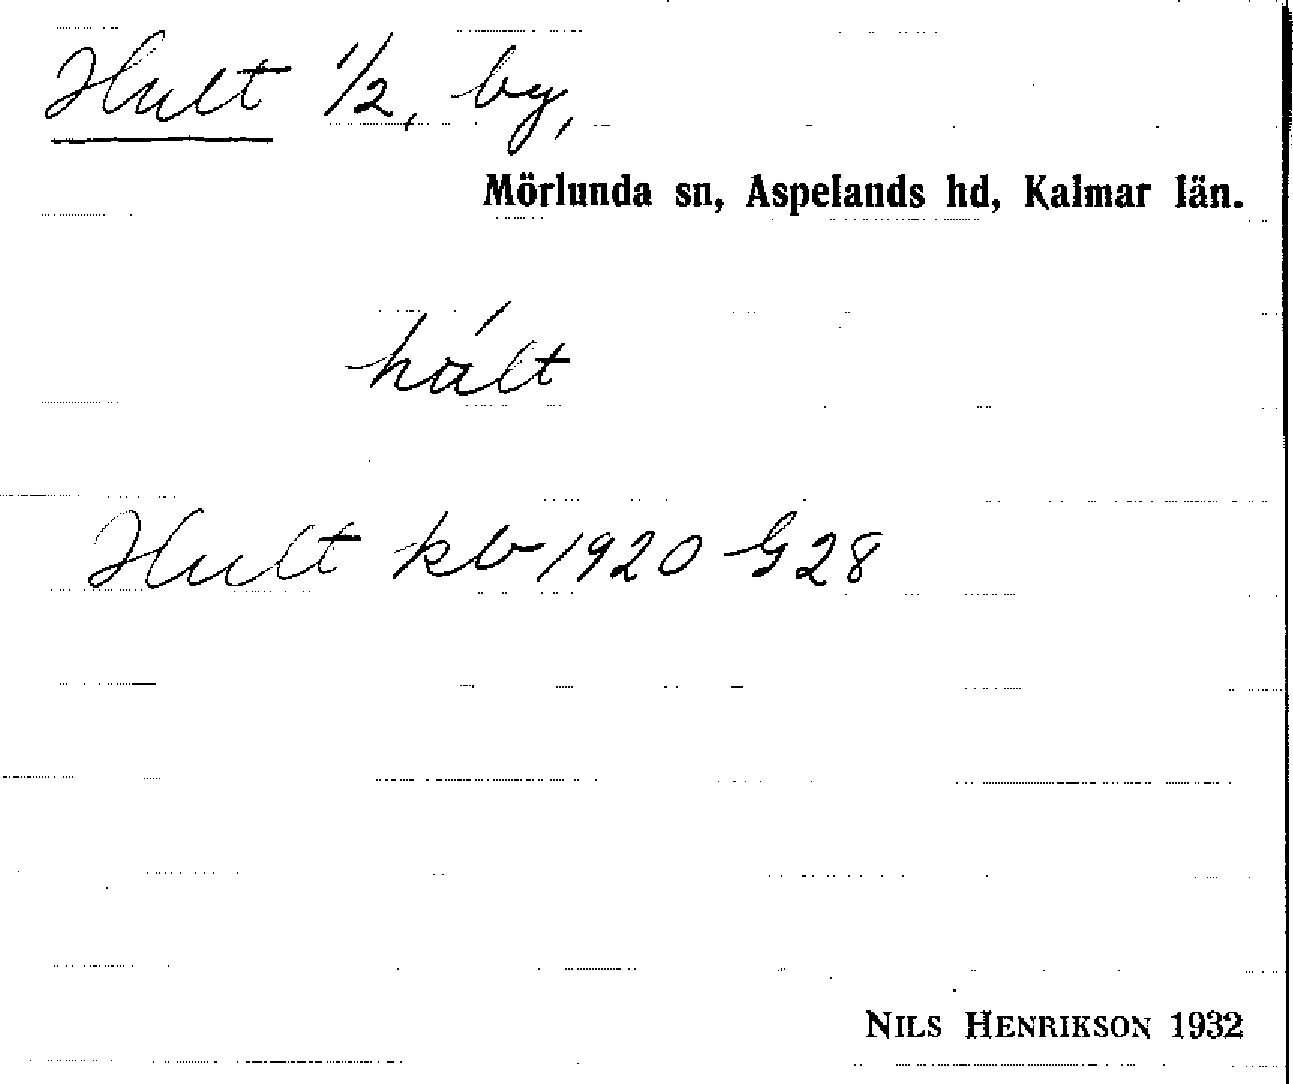 Hult 1/2, by,
Mörlunda sn, Aspelands hd, Kalmar län.
hált
Hult kb 1920 G28
NILS HENRIKSON 1932